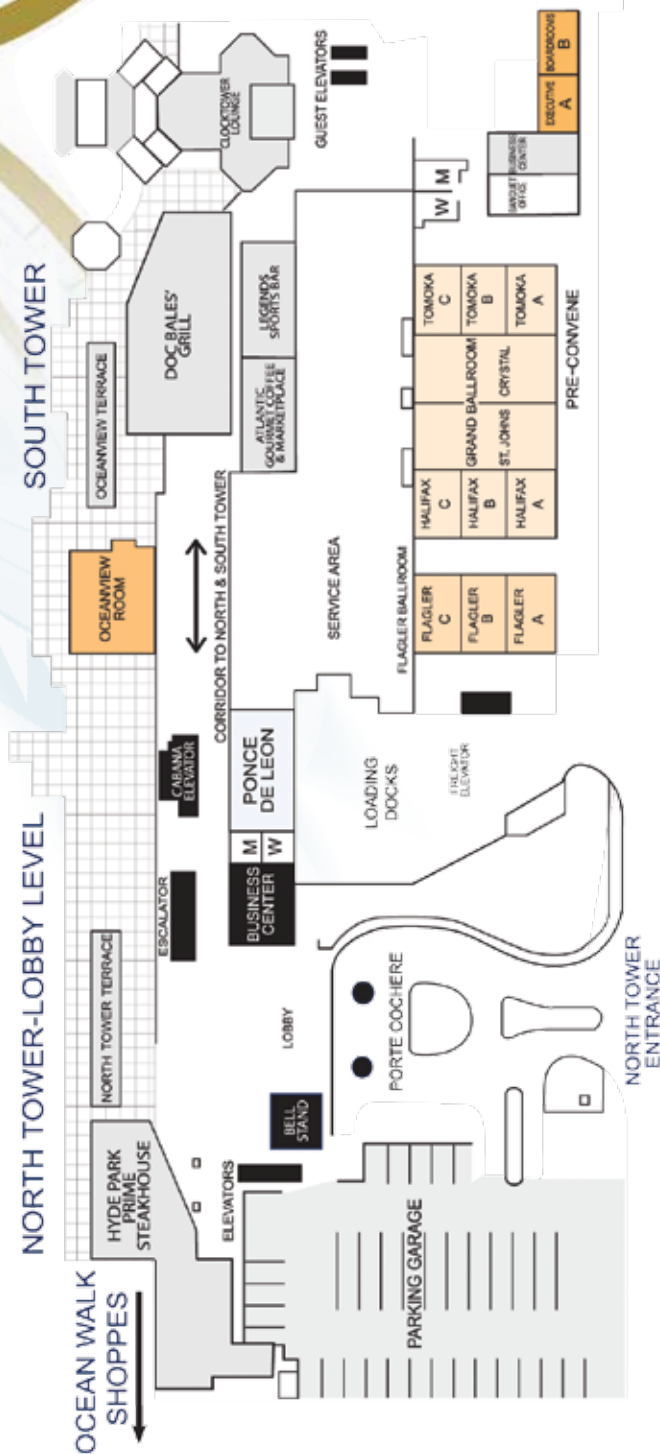 NORTH TOWER-LOBBY LEVEL
SOUTH TOWER
OCEAN WALK
SHOPPES
HYDE PARK
PRIME
STEAKHOUSE
NORTH TOWER TERRACE
OCEANVIEW
ROOM
OCEANVIEW TERRACE
ELEVATORS
ESCALATOR
CABANA
ELEVATOR
DOC BALES'
GRILL
CLOCKTOWER
LOUNGE
GUEST ELEVATORS
BELL
STAND
LOBBY
BUSINESS
CENTER
M
W
PONCE
DE LEON
CORRIDOR TO NORTH & SOUTH TOWER
ATLANTIC
GOURMET COFFEE
& MARKETPLACE
LEGENDS
SPORTS BAR
SERVICE AREA
PARKING GARAGE
PORTE COCHERE
LOADING
DOCKS
FREIGHT
ELEVATOR
FLAGLER BALLROOM
FLAGLER
C
FLAGLER
B
FLAGLER
A
HALIFAX
C
HALIFAX
B
HALIFAX
A
GRAND BALLROOM
ST. JOHNS
CRYSTAL
TOMOKA
C
TOMOKA
B
TOMOKA
A
W
M
BANQUET
OFFICE
BUSINESS
CENTER
EXECUTIVE
A
BOARDROOMS
B
PRE-CONVENE
NORTH TOWER
ENTRANCE